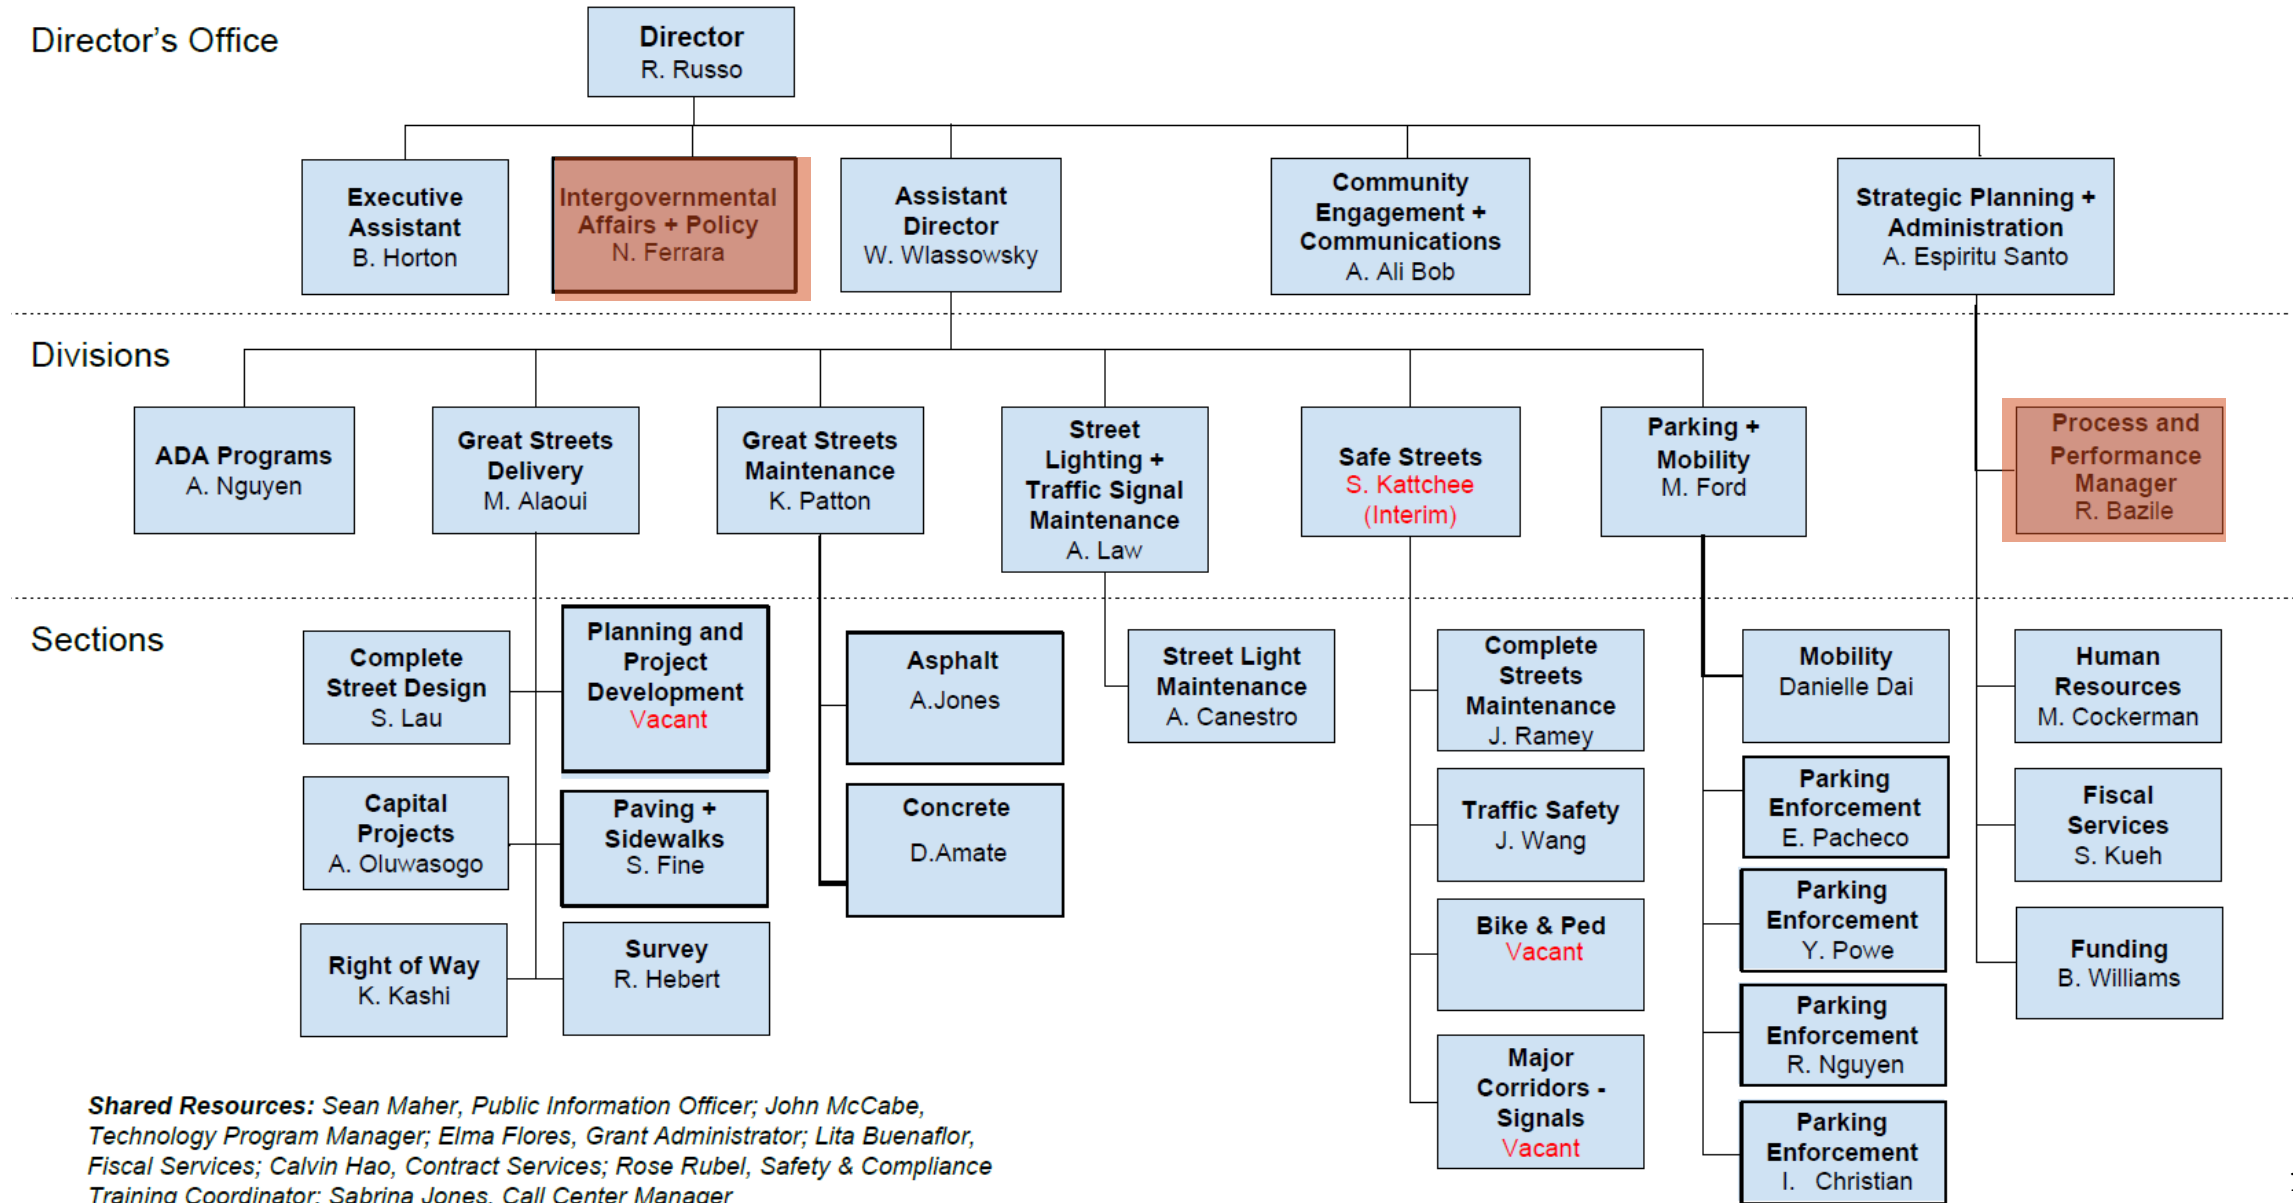 Director's Office
Director
R. Russo
Executive
Assistant
B. Horton
Intergovernmental
Affairs + Policy
N. Ferrara
Assistant
Director
W. Wlassowsky
Community
Engagement +
Communications
A. Ali Bob
Strategic Planning +
Administration
A. Espiritu Santo
Divisions
ADA Programs
A. Nguyen
Great Streets
Delivery
M. Alaoui
Great Streets
Maintenance
K. Patton
Street
Lighting +
Traffic Signal
Maintenance
A. Law
Safe Streets
S. Kattchee
(Interim)
Parking +
Mobility
M. Ford
Process and
Performance
Manager
R. Bazile
Sections
Complete
Street Design
S. Lau
Planning and
Project
Development
Vacant
Capital
Projects
A. Oluwasogo
Paving +
Sidewalks
S. Fine
Right of Way
K. Kashi
Survey
R. Hebert
Asphalt
A.Jones
Concrete
D.Amate
Street Light
Maintenance
A. Canestro
Complete
Streets
Maintenance
J. Ramey
Traffic Safety
J. Wang
Bike & Ped
Vacant
Major
Corridors -
Signals
Vacant
Mobility
Danielle Dai
Parking
Enforcement
E. Pacheco
Parking
Enforcement
Y. Powe
Parking
Enforcement
R. Nguyen
Parking
Enforcement
I. Christian
Human
Resources
M. Cockerman
Fiscal
Services
S. Kueh
Funding
B. Williams
Shared Resources: Sean Maher, Public Information Officer; John McCabe,
Technology Program Manager; Elma Flores, Grant Administrator; Lita Buenaflor,
Fiscal Services; Calvin Hao, Contract Services; Rose Rubel, Safety & Compliance
Training Coordinator; Sabrina Jones, Call Center Manager